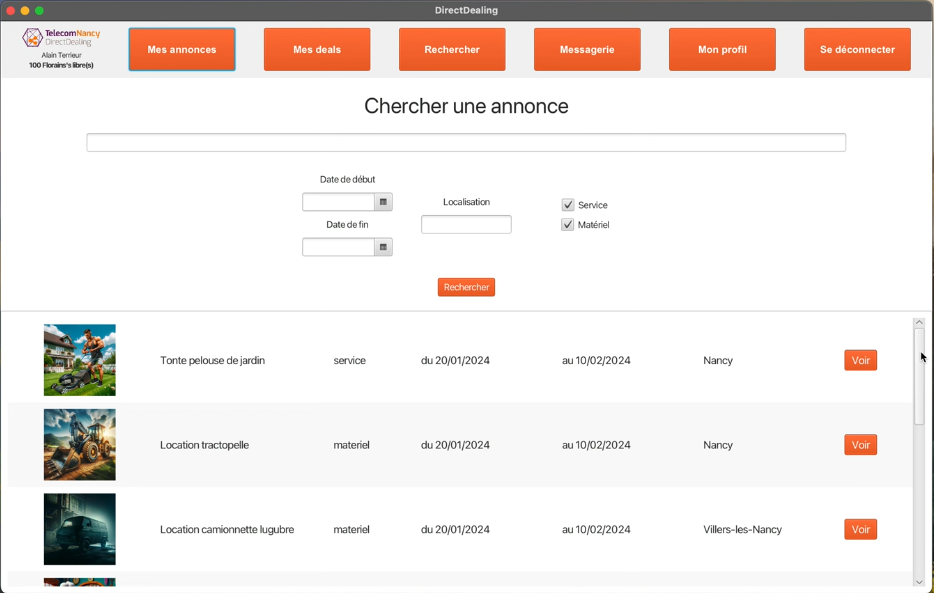 DirectDealing
TelecomNancy
DirectDealing
Alain Terrieur
100 Florains's libre(s)
Mes annonces
Mes deals
Rechercher
Messagerie
Mon profil
Se déconnecter
Chercher une annonce
Date de début
Localisation
Service
Date de fin
Matériel
Rechercher
Tonte pelouse de jardin service du 20/01/2024 au 10/02/2024 Nancy Voir
Location tractopelle materiel du 20/01/2024 au 10/02/2024 Nancy Voir
Location camionnette lugubre materiel du 20/01/2024 au 10/02/2024 Villers-les-Nancy Voir